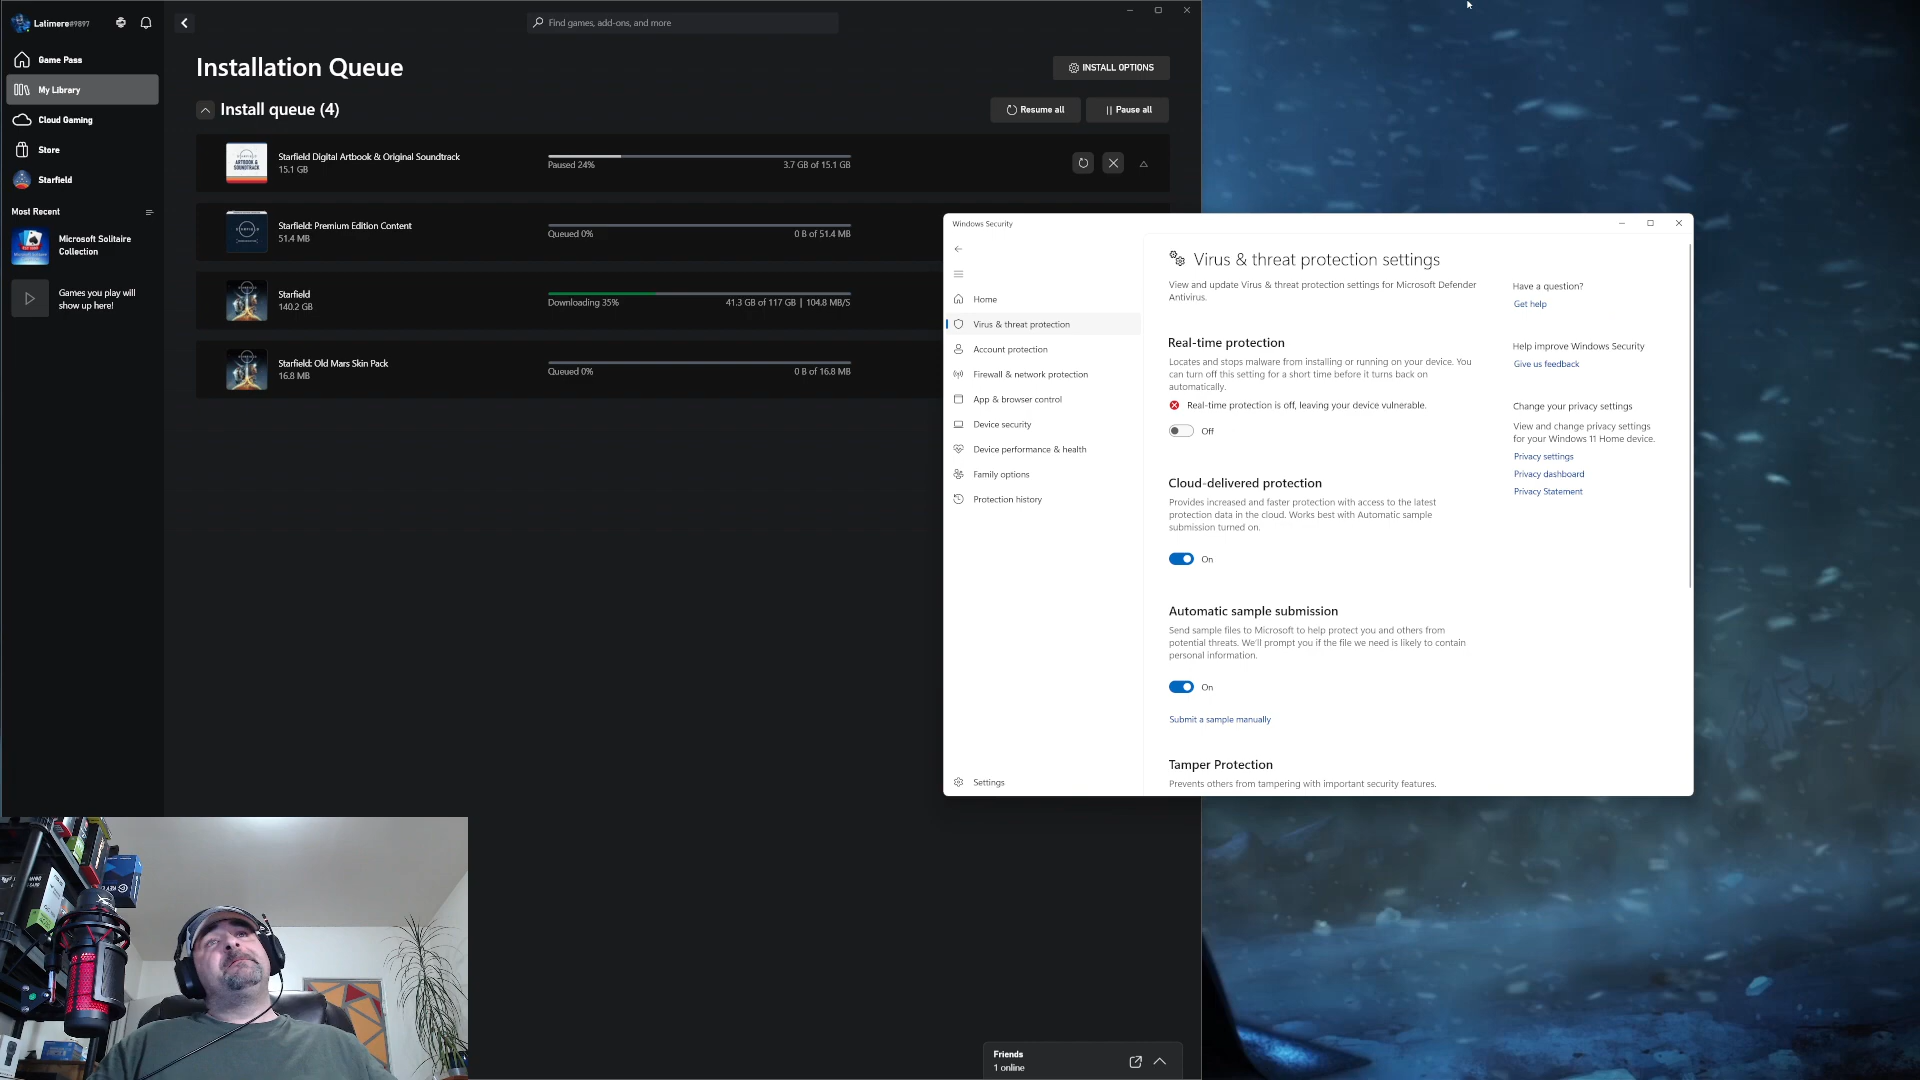 Latimere#9897
Find games, add-ons, and more
Game Pass
My Library
Cloud Gaming
Store
Starfield
Most Recent
Microsoft Solitaire
Collection
Games you play will
show up here!
Installation Queue
INSTALL OPTIONS
Install queue (4)
Resume all
Pause all
ARTBOOK &
SOUNDTRACK
Starfield Digital Artbook & Original Soundtrack
15.1 GB
Paused 24%
3.7 GB of 15.1 GB
Starfield: Premium Edition Content
51.4 MB
Queued 0%
0 B of 51.4 MB
Starfield
140.2 GB
Downloading 35%
41.3 GB of 117 GB | 104.8 MB/S
Starfield: Old Mars Skin Pack
16.8 MB
Queued 0%
0 B of 16.8 MB
Friends
1 online
Windows Security
Home
Virus & threat protection
Account protection
Firewall & network protection
App & browser control
Device security
Device performance & health
Family options
Protection history
Settings
Virus & threat protection settings
View and update Virus & threat protection settings for Microsoft Defender
Antivirus.
Real-time protection
Locates and stops malware from installing or running on your device. You
can turn off this setting for a short time before it turns back on
automatically.
Real-time protection is off, leaving your device vulnerable.
Off
Cloud-delivered protection
Provides increased and faster protection with access to the latest
protection data in the cloud. Works best with Automatic sample
submission turned on.
On
Automatic sample submission
Send sample files to Microsoft to help protect you and others from
potential threats. We'll prompt you if the file we need is likely to contain
personal information.
On
Submit a sample manually
Tamper Protection
Prevents others from tampering with important security features.
Have a question?
Get help
Help improve Windows Security
Give us feedback
Change your privacy settings
View and change privacy settings
for your Windows 11 Home device.
Privacy settings
Privacy dashboard
Privacy Statement